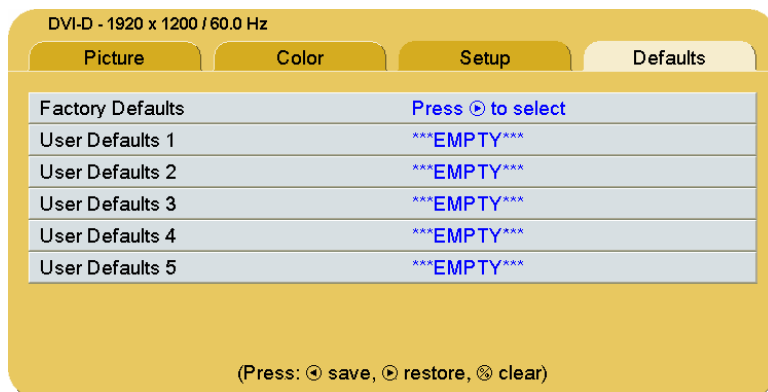 DVI-D - 1920 x 1200 / 60.0 Hz
Picture Color Setup Defaults
Factory Defaults Press ▶ to select
User Defaults 1 ***EMPTY***
User Defaults 2 ***EMPTY***
User Defaults 3 ***EMPTY***
User Defaults 4 ***EMPTY***
User Defaults 5 ***EMPTY***
(Press: ◀ save, ▶ restore, % clear)